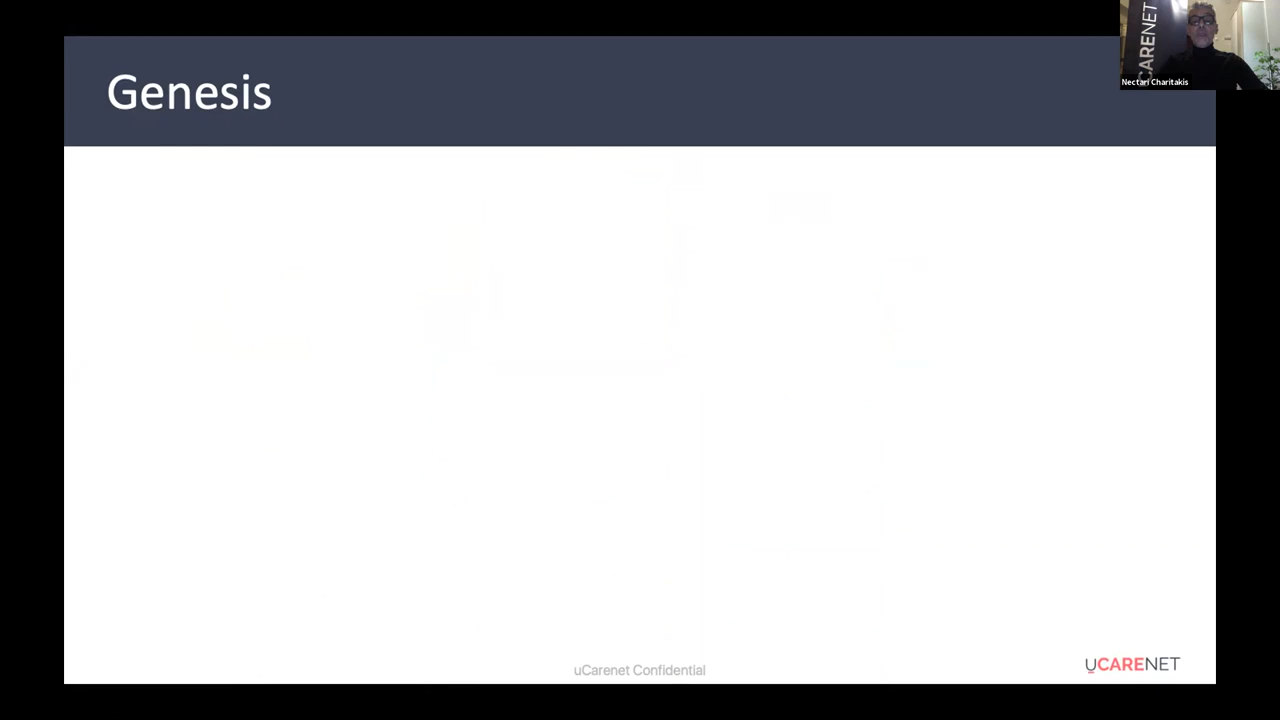 Genesis
CARENET
Nectari Charitakis
uCarenet Confidential
uCARENET